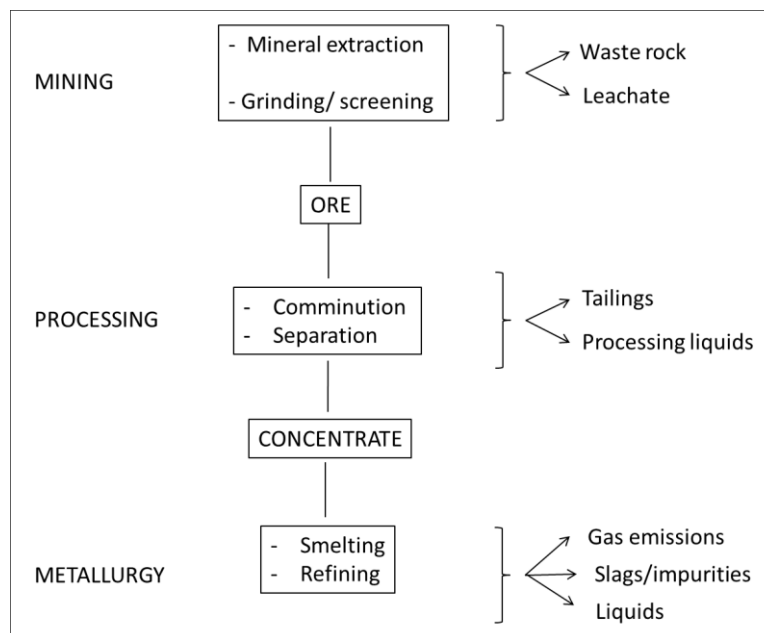 MINING
- Mineral extraction
- Grinding/ screening
Waste rock
Leachate
ORE
PROCESSING
- Comminution
- Separation
Tailings
Processing liquids
CONCENTRATE
METALLURGY
- Smelting
- Refining
Gas emissions
Slags/impurities
Liquids